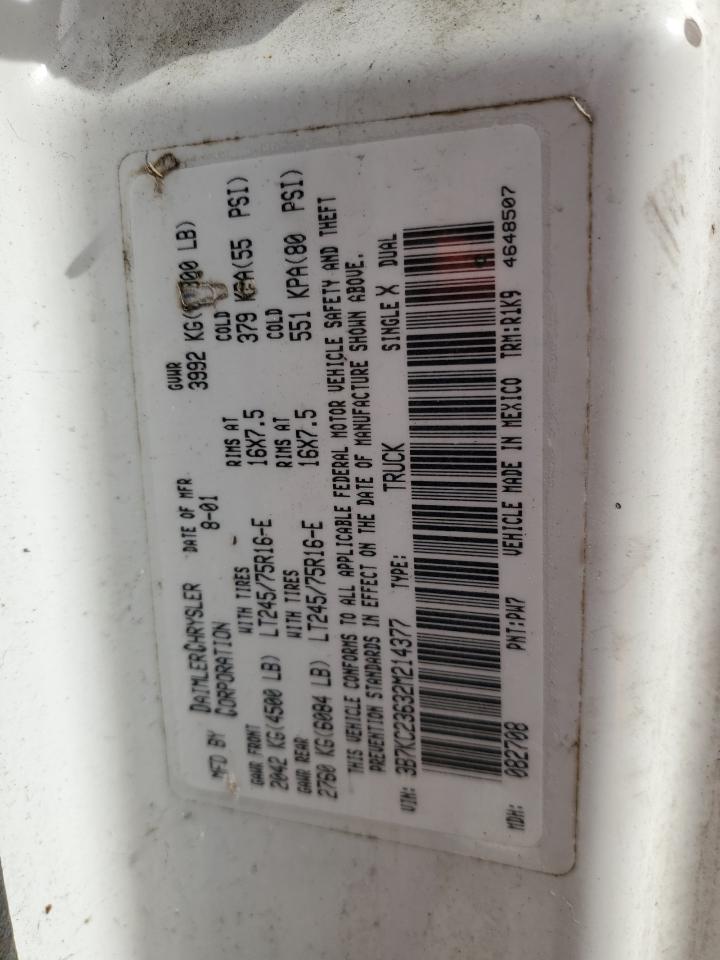 MFD BY DAIMLERCHRYSLER CORPORATION
DATE OF MFR 8-01
GVWR 3992 KG( 00 LB)
GAWR FRONT WITH TIRES RIMS AT COLD
2042 KG(4500 LB) LT245/75R16-E 16X7.5 379 KPA(55 PSI)
GAWR REAR WITH TIRES RIMS AT COLD
2760 KG(6084 LB) LT245/75R16-E 16X7.5 551 KPA(80 PSI)
THIS VEHICLE CONFORMS TO ALL APPLICABLE FEDERAL MOTOR VEHICLE SAFETY AND THEFT
PREVENTION STANDARDS IN EFFECT ON THE DATE OF MANUFACTURE SHOWN ABOVE.
VIN: 3B7KC23632M214377 TYPE: TRUCK SINGLE X DUAL
MDH: 082708 PNT:PW7 VEHICLE MADE IN MEXICO TRM:R1K9 4648507